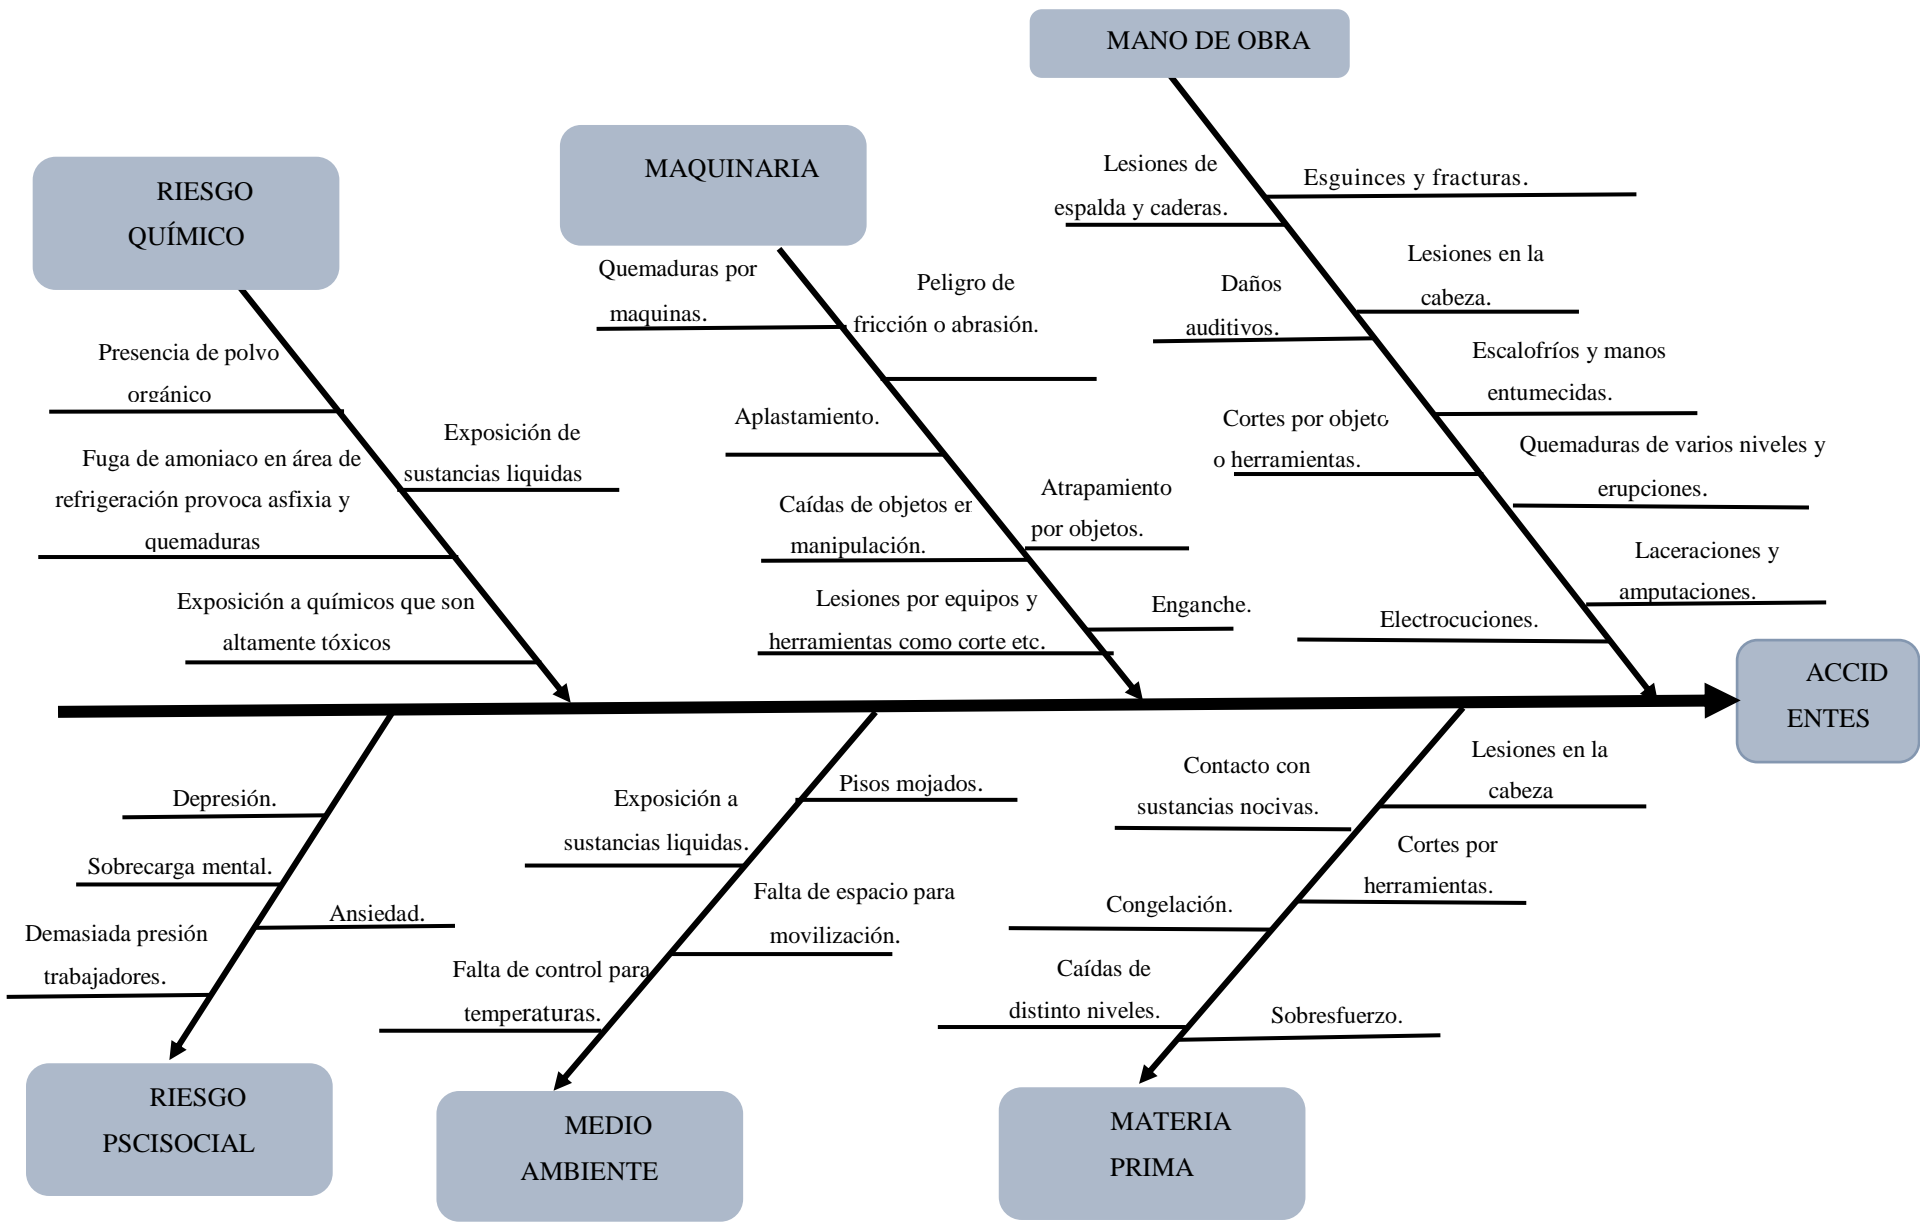 MANO DE OBRA
MAQUINARIA
RIESGO
QUÍMICO
Lesiones de
espalda y caderas.
Esguinces y fracturas.
Daños
auditivos.
Lesiones en la
cabeza.
Cortes por objeto
o herramientas.
Escalofríos y manos
entumecidas.
Quemaduras de varios niveles y
erupciones.
Laceraciones y
amputaciones.
Electrocuciones.
Quemaduras por
maquinas.
Peligro de
fricción o abrasión.
Aplastamiento.
Caídas de objetos en
manipulación.
Atrapamiento
por objetos.
Lesiones por equipos y
herramientas como corte etc.
Enganche.
Presencia de polvo
orgánico
Exposición de
sustancias liquidas
Fuga de amoniaco en área de
refrigeración provoca asfixia y
quemaduras
Exposición a químicos que son
altamente tóxicos
ACCID
ENTES
Depresión.
Sobrecarga mental.
Ansiedad.
Demasiada presión
trabajadores.
Pisos mojados.
Exposición a
sustancias liquidas.
Falta de espacio para
movilización.
Falta de control para
temperaturas.
Contacto con
sustancias nocivas.
Lesiones en la
cabeza
Cortes por
herramientas.
Congelación.
Caídas de
distinto niveles.
Sobresfuerzo.
RIESGO
PSCISOCIAL
MEDIO
AMBIENTE
MATERIA
PRIMA